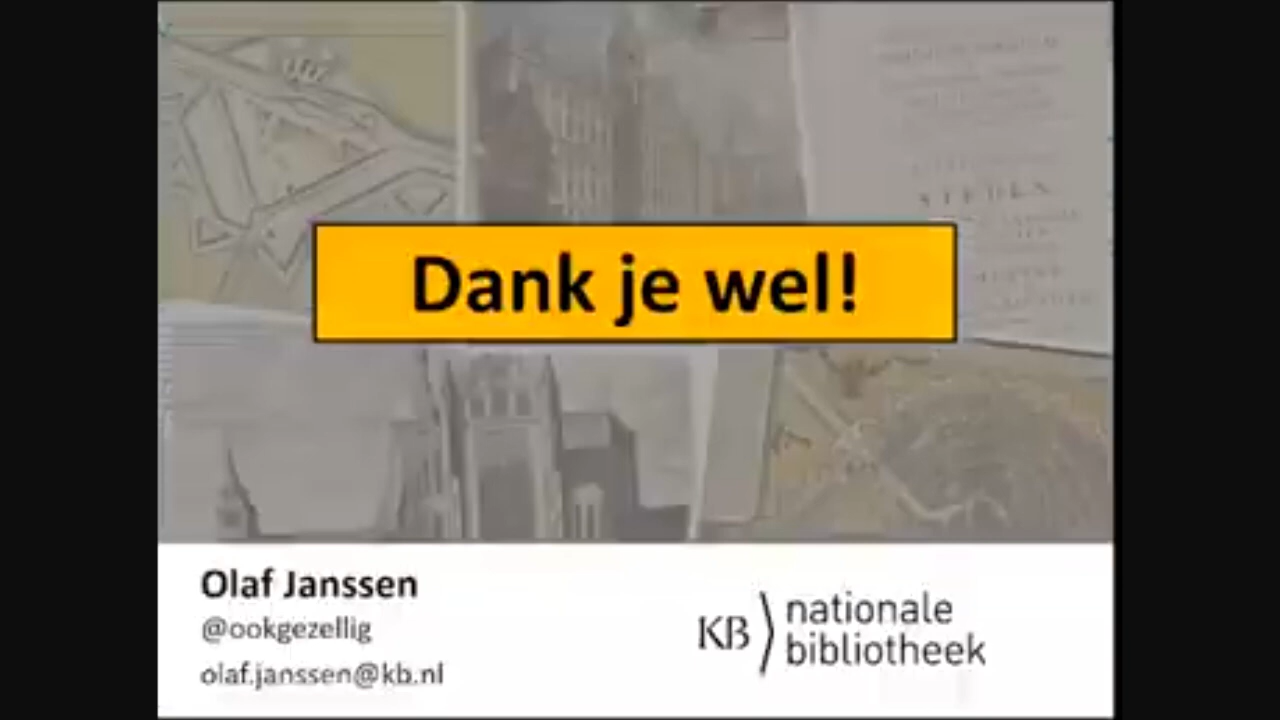 Dank je wel!
Olaf Janssen
@ookgezellig
olaf.janssen@kb.nl
KB nationale
bibliotheek